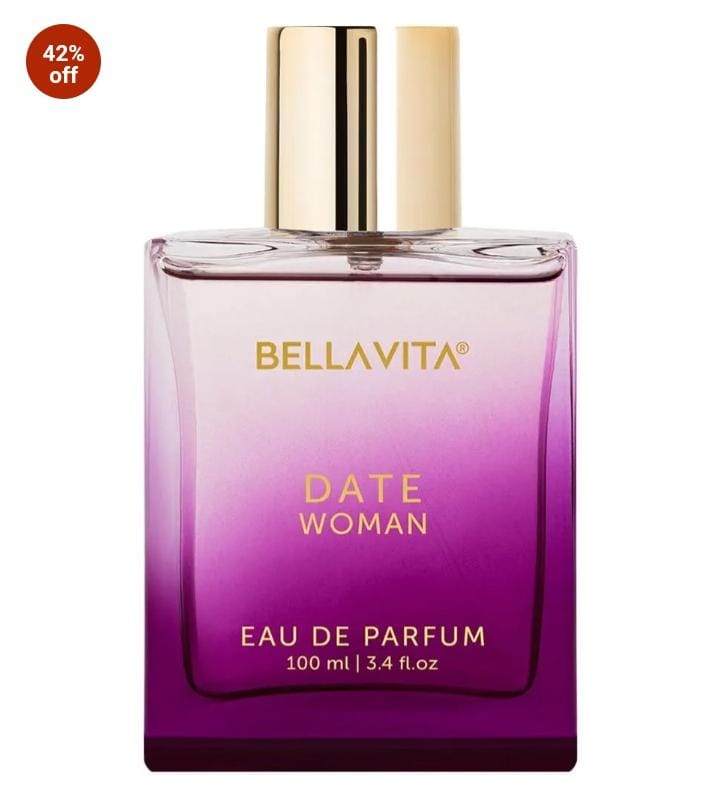 42%
off
BELLAVITA®
DATE
WOMAN
EAU DE PARFUM
100 ml | 3.4 fl.oz